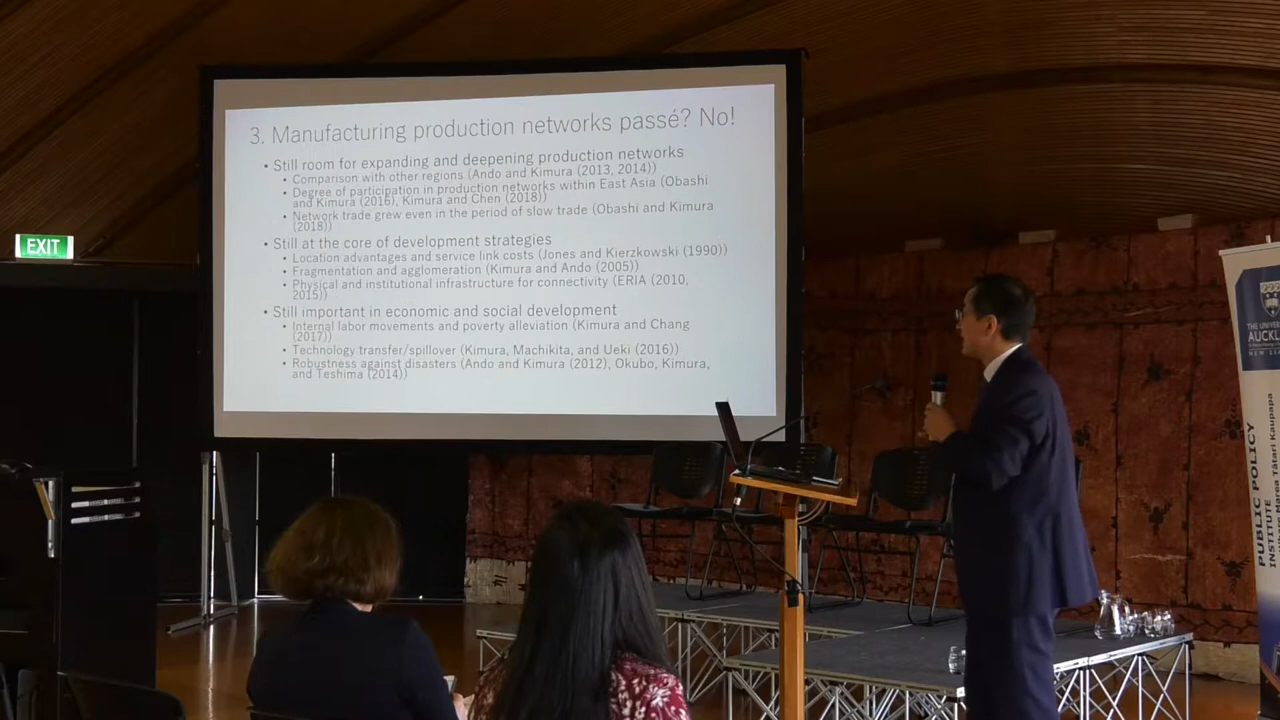 3. Manufacturing production networks passé? No!
• Still room for expanding and deepening production networks
• Comparison with other regions (Ando and Kimura (2013, 2014))
• Degree of participation in production networks within East Asia (Obashi
and Kimura (2016), Kimura and Chen (2018))
• Network trade grew even in the period of slow trade (Obashi and Kimura
(2018))
• Still at the core of development strategies
• Location advantages and service link costs (Jones and Kierzkowski (1990))
• Fragmentation and agglomeration (Kimura and Ando (2005))
• Physical and institutional infrastructure for connectivity (ERIA (2010,
2015))
• Still important in economic and social development
• Internal labor movements and poverty alleviation (Kimura and Chang
(2017))
• Technology transfer/spillover (Kimura, Machikita, and Ueki (2016))
• Robustness against disasters (Ando and Kimura (2012), Okubo, Kimura,
and Teshima (2014))
EXIT
THE UNIVER
AUCKL
NEW
PUBLIC POLICY
INSTITUTE
Tātari Kaupapa